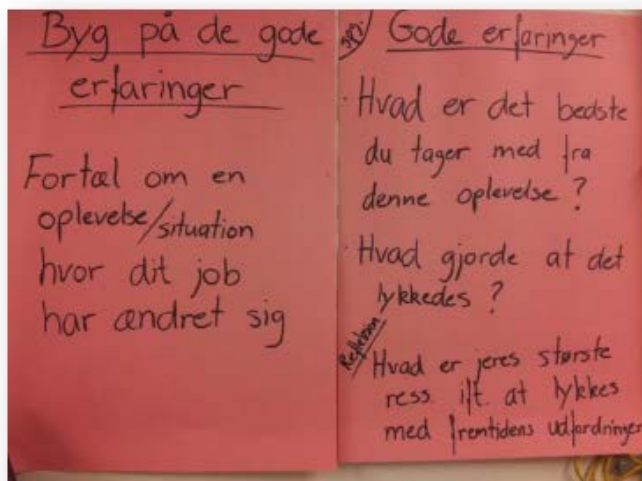 Byg på de gode
erfaringer
Fortæl om en
oplevelse/situation
hvor dit job
har ændret sig
Gode erfaringer
· Hvad er det bedste
du tager med fra
denne oplevelse?
· Hvad gjorde at det
lykkedes?
Refleksion
Hvad er jeres største
ress. ift. at lykkes
med fremtidens udfordringer